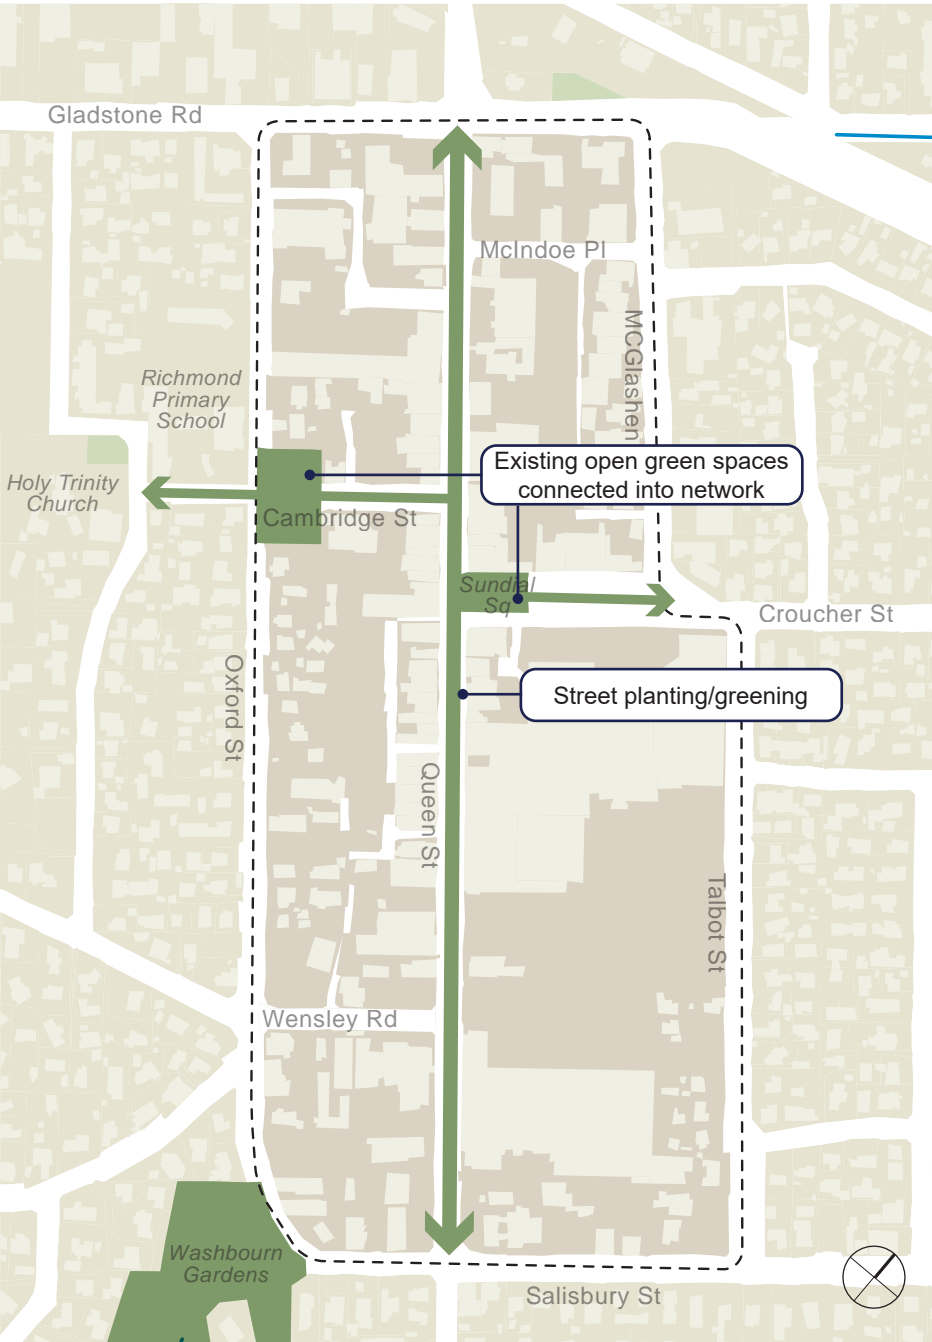 Gladstone Rd
McIndoe Pl
MCGlashen
Richmond
Primary
School
Existing open green spaces
connected into network
Holy Trinity
Church
Cambridge St
Sundial
Sq
Croucher St
Oxford St
Street planting/greening
Queen St
Talbot St
Wensley Rd
Washbourn
Gardens
Salisbury St